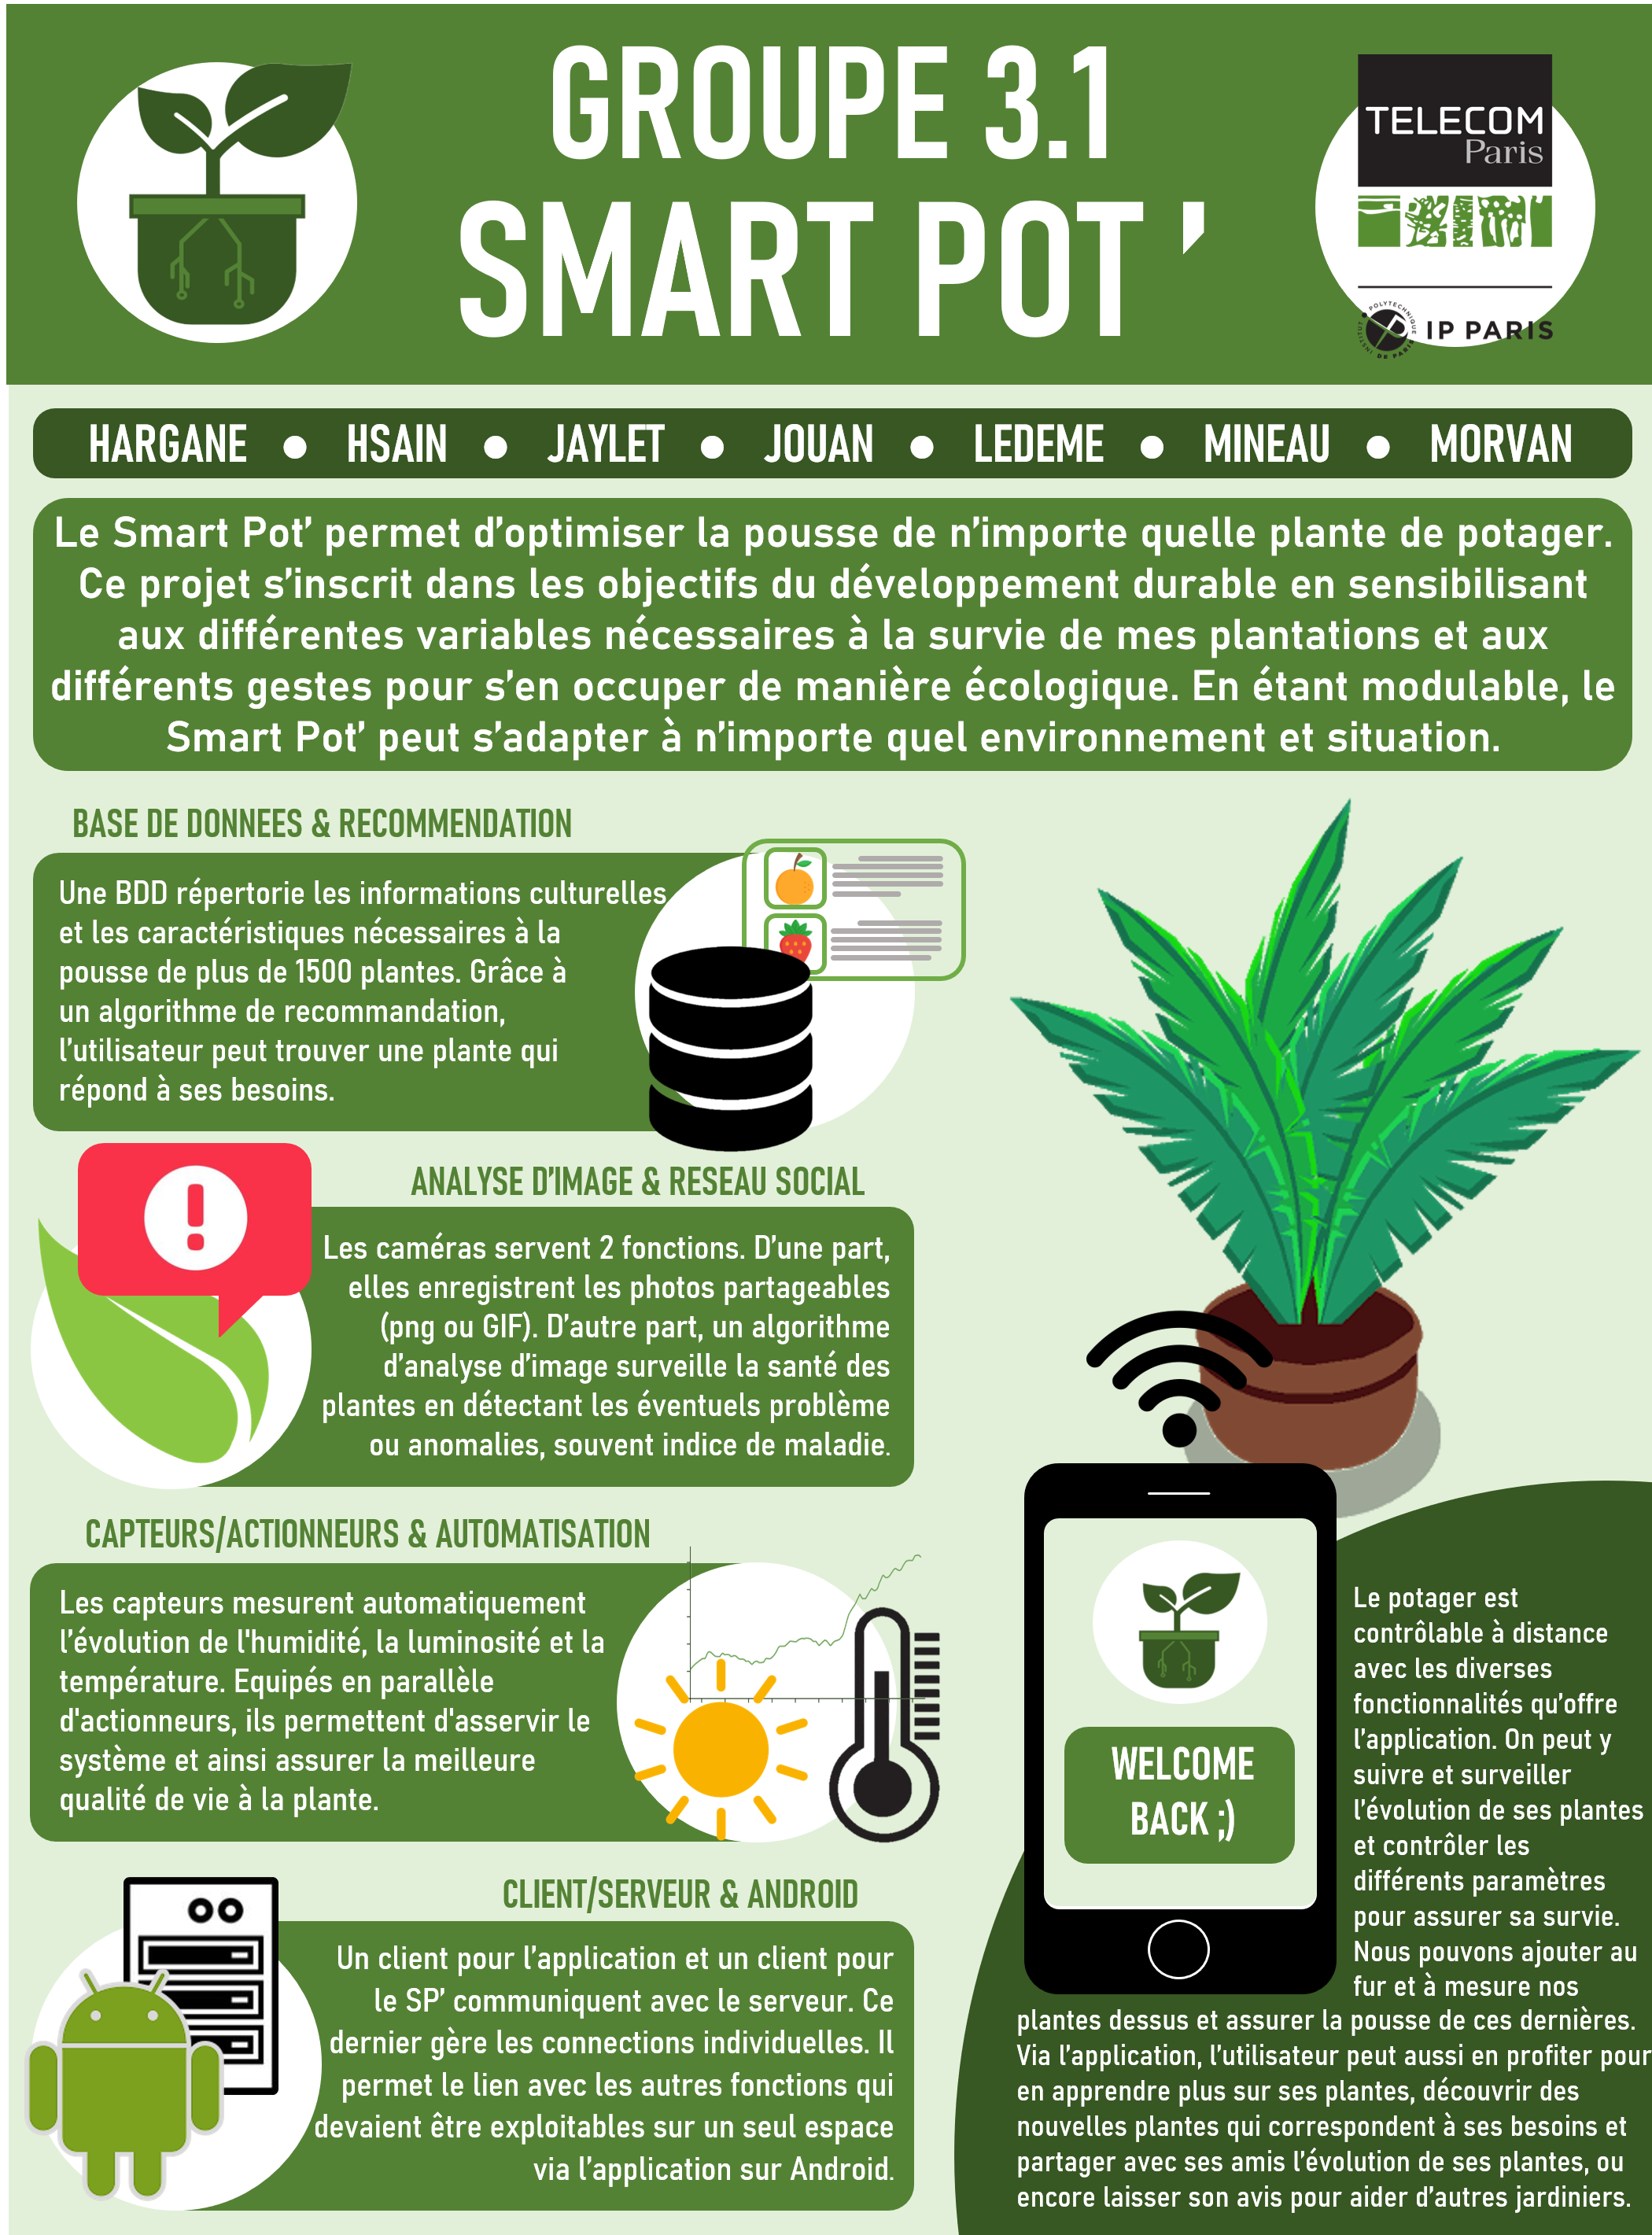 GROUPE 3.1
SMART POT ’
TELECOM
Paris
INSTITUT POLYTECHNIQUE DE PARIS
IP PARIS
HARGANE ● HSAIN ● JAYLET ● JOUAN ● LEDEME ● MINEAU ● MORVAN
Le Smart Pot’ permet d’optimiser la pousse de n’importe quelle plante de potager.
Ce projet s’inscrit dans les objectifs du développement durable en sensibilisant
aux différentes variables nécessaires à la survie de mes plantations et aux
différents gestes pour s’en occuper de manière écologique. En étant modulable, le
Smart Pot’ peut s’adapter à n’importe quel environnement et situation.
BASE DE DONNEES & RECOMMENDATION
Une BDD répertorie les informations culturelles
et les caractéristiques nécessaires à la
pousse de plus de 1500 plantes. Grâce à
un algorithme de recommandation,
l’utilisateur peut trouver une plante qui
répond à ses besoins.
ANALYSE D’IMAGE & RESEAU SOCIAL
Les caméras servent 2 fonctions. D’une part,
elles enregistrent les photos partageables
(png ou GIF). D’autre part, un algorithme
d’analyse d’image surveille la santé des
plantes en détectant les éventuels problème
ou anomalies, souvent indice de maladie.
CAPTEURS/ACTIONNEURS & AUTOMATISATION
Les capteurs mesurent automatiquement
l’évolution de l'humidité, la luminosité et la
température. Equipés en parallèle
d'actionneurs, ils permettent d'asservir le
système et ainsi assurer la meilleure
qualité de vie à la plante.
CLIENT/SERVEUR & ANDROID
Un client pour l’application et un client pour
le SP’ communiquent avec le serveur. Ce
dernier gère les connections individuelles. Il
permet le lien avec les autres fonctions qui
devaient être exploitables sur un seul espace
via l’application sur Android.
WELCOME
BACK ;)
Le potager est
contrôlable à distance
avec les diverses
fonctionnalités qu’offre
l’application. On peut y
suivre et surveiller
l’évolution de ses plantes
et contrôler les
différents paramètres
pour assurer sa survie.
Nous pouvons ajouter au
fur et à mesure nos
plantes dessus et assurer la pousse de ces dernières.
Via l’application, l’utilisateur peut aussi en profiter pour
en apprendre plus sur ses plantes, découvrir des
nouvelles plantes qui correspondent à ses besoins et
partager avec ses amis l’évolution de ses plantes, ou
encore laisser son avis pour aider d’autres jardiniers.